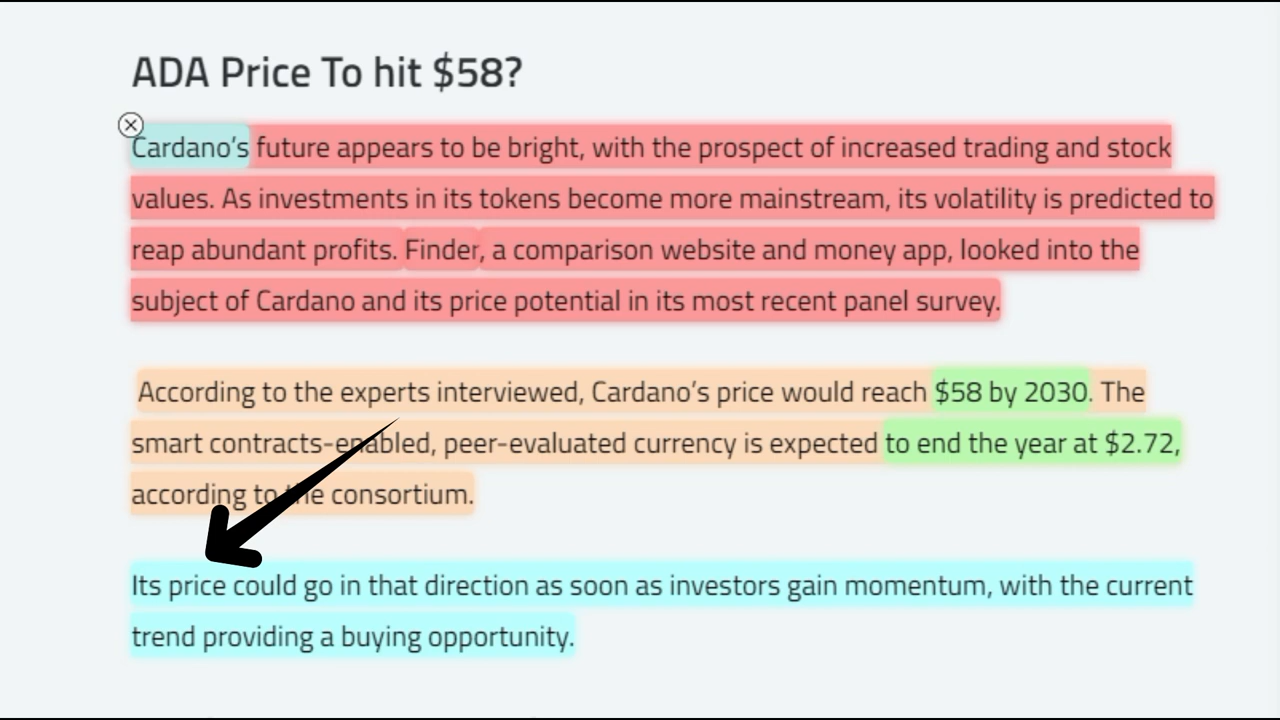 ADA Price To hit $58?
Cardano’s future appears to be bright, with the prospect of increased trading and stock
values. As investments in its tokens become more mainstream, its volatility is predicted to
reap abundant profits. Finder, a comparison website and money app, looked into the
subject of Cardano and its price potential in its most recent panel survey.
According to the experts interviewed, Cardano’s price would reach $58 by 2030. The
smart contracts-enabled, peer-evaluated currency is expected to end the year at $2.72,
according to the consortium.
Its price could go in that direction as soon as investors gain momentum, with the current
trend providing a buying opportunity.